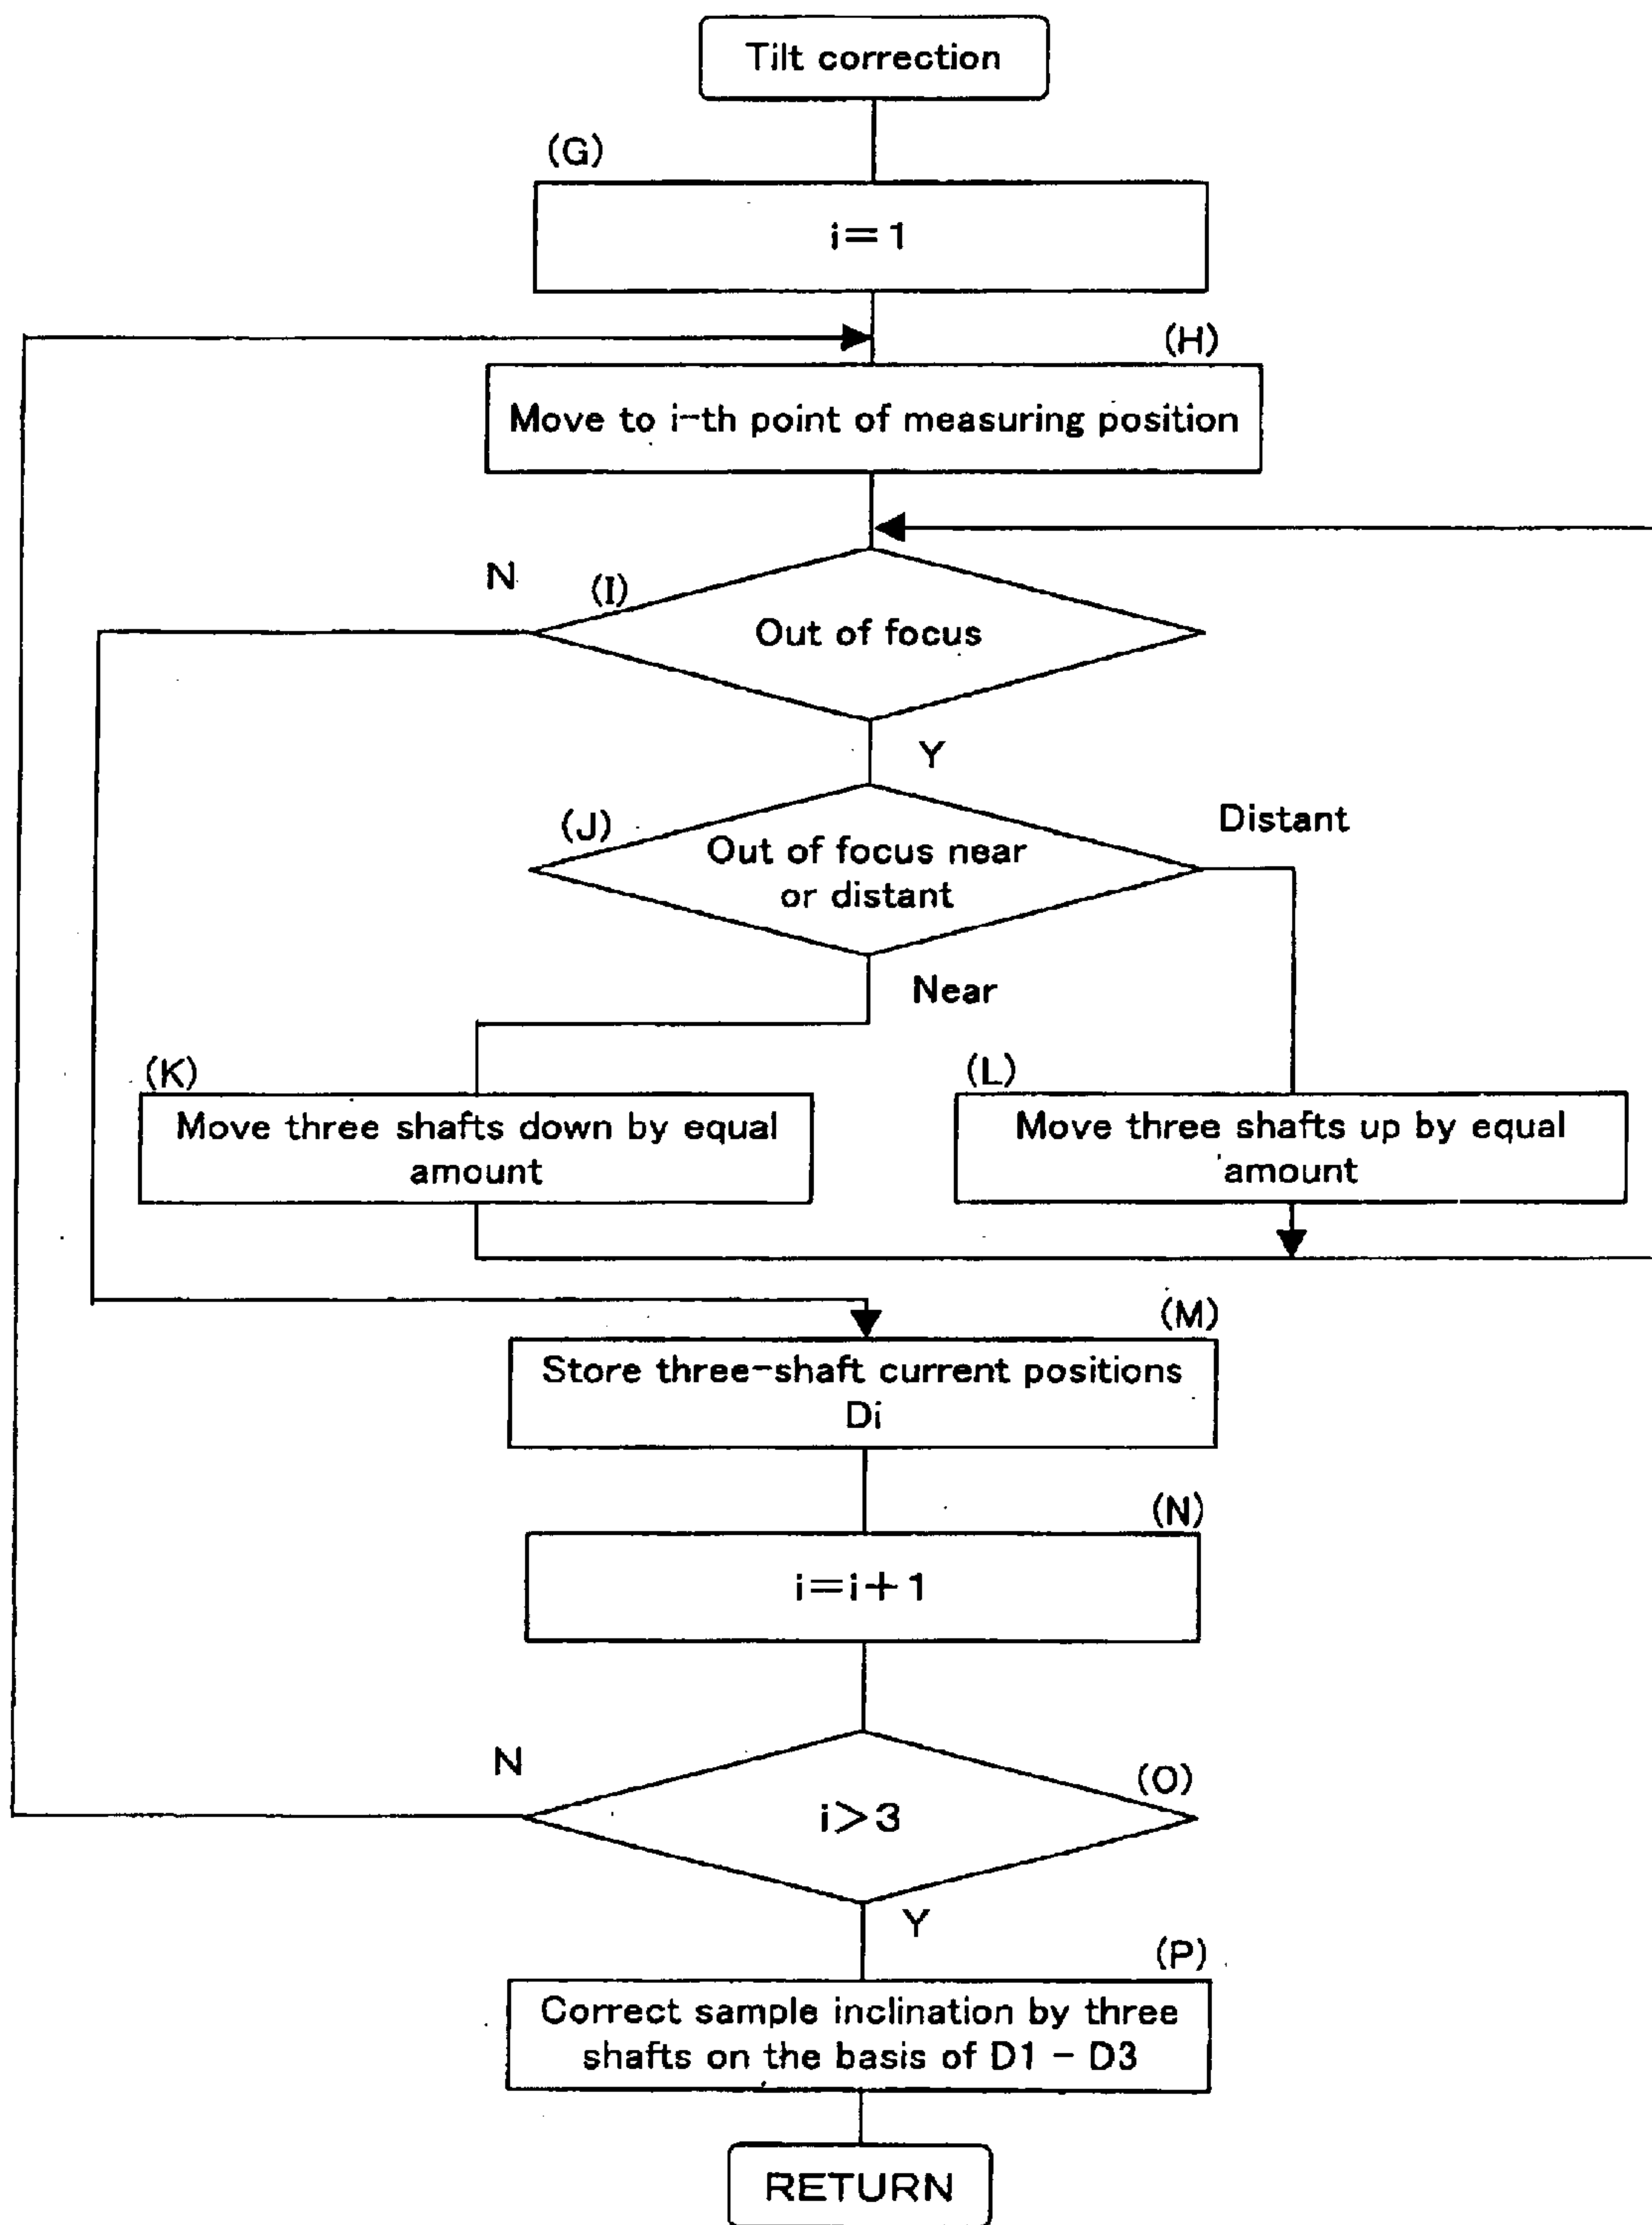 Tilt correction
(G)
i=1
(H)
Move to i-th point of measuring position
N
(I)
Out of focus
Y
(J)
Distant
Out of focus near
or distant
Near
(K)
(L)
Move three shafts down by equal
amount
Move three shafts up by equal
amount
(M)
Store three-shaft current positions
Di
(N)
i=i+1
N
(O)
i>3
Y
(P)
Correct sample inclination by three
shafts on the basis of D1 - D3
RETURN